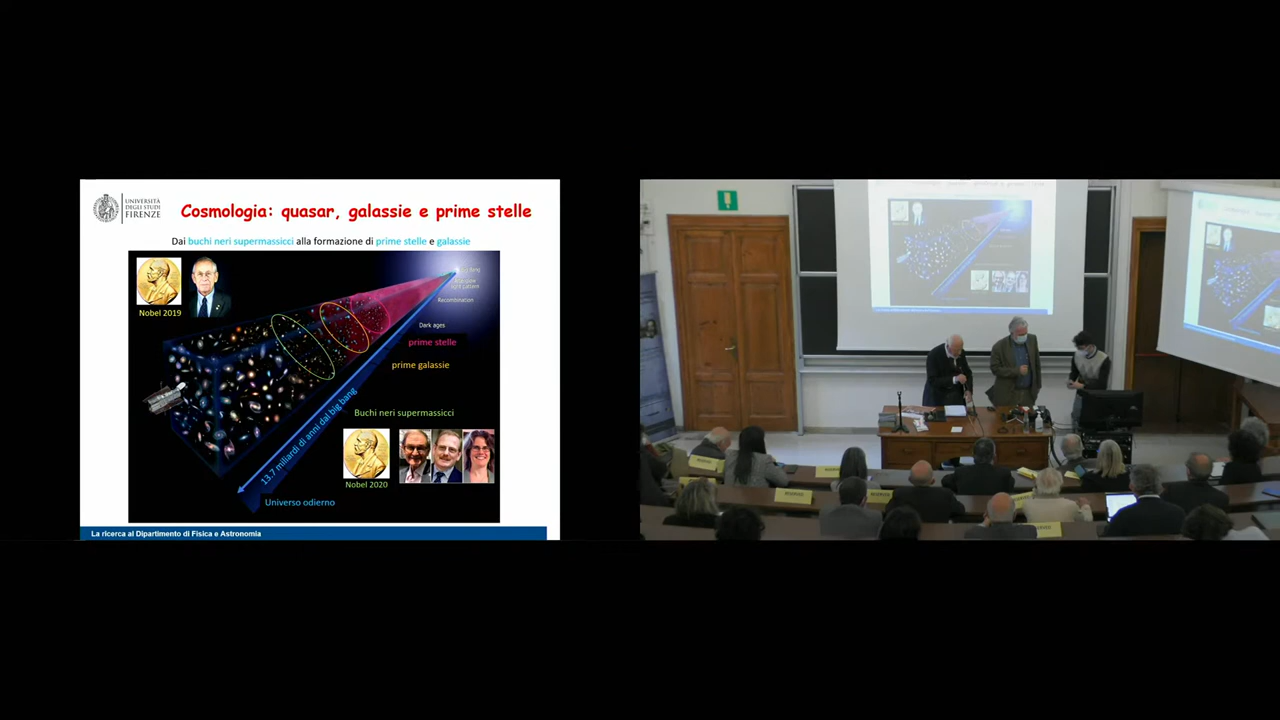 UNIVERSITÀ
DEGLI STUDI
FIRENZE
Cosmologia: quasar, galassie e prime stelle
Dai buchi neri supermassicci alla formazione di prime stelle e galassie
Nobel 2019
Recombination
Dark ages
prime stelle
prime galassie
13.7 miliardi di anni dal big bang
Buchi neri supermassicci
Nobel 2020
Universo odierno
La ricerca al Dipartimento di Fisica e Astronomia